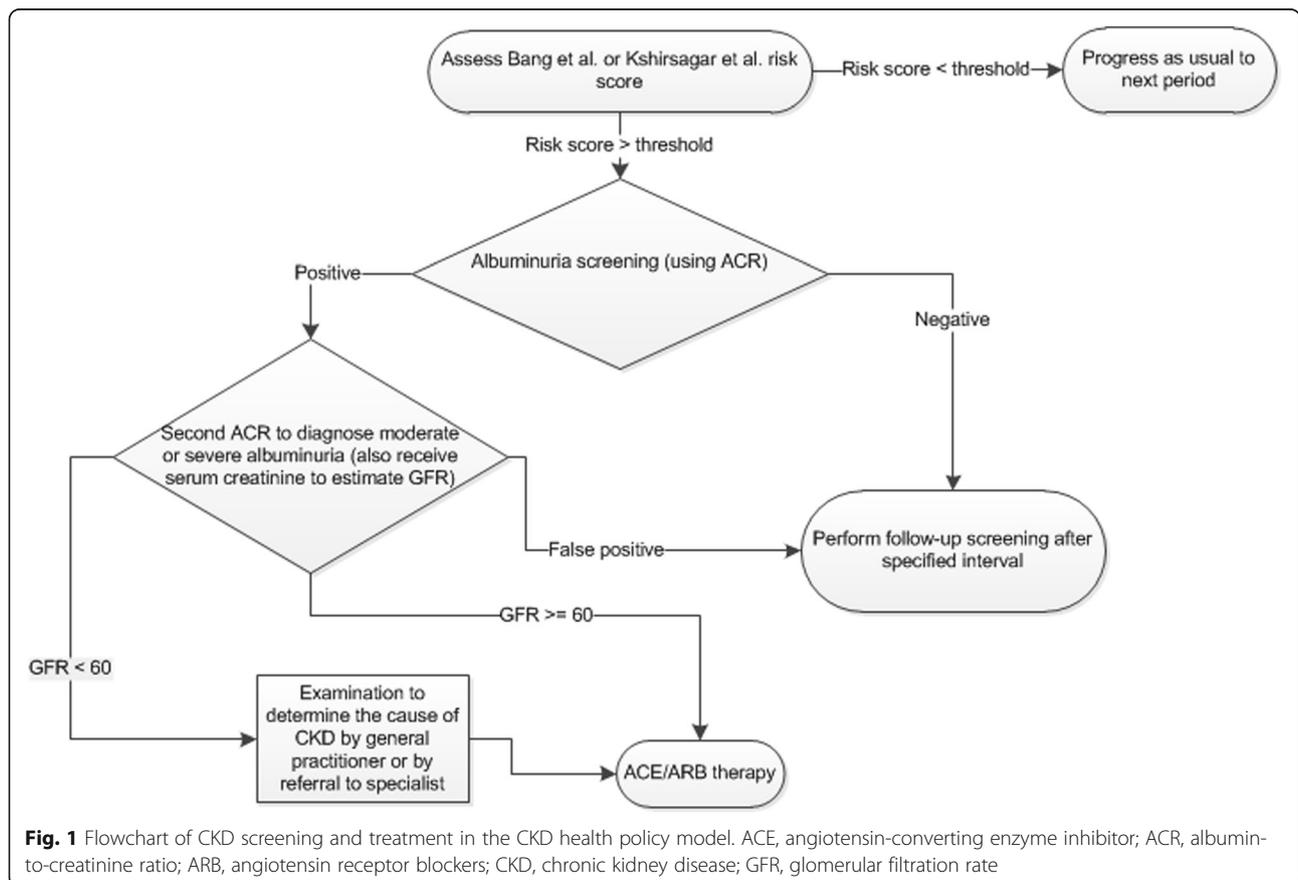 Assess Bang et al. or Kshirsagar et al. risk
score
Risk score < threshold
Progress as usual to
next period
Risk score > threshold
Albuminuria screening (using ACR)
Positive
Negative
Second ACR to diagnose moderate
or severe albuminuria (also receive
serum creatinine to estimate GFR)
False positive
Perform follow-up screening after
specified interval
GFR >= 60
GFR < 60
Examination to
determine the cause of
CKD by general
practitioner or by
referral to specialist
ACE/ARB therapy
Fig. 1 Flowchart of CKD screening and treatment in the CKD health policy model. ACE, angiotensin-converting enzyme inhibitor; ACR, albumin-
to-creatinine ratio; ARB, angiotensin receptor blockers; CKD, chronic kidney disease; GFR, glomerular filtration rate